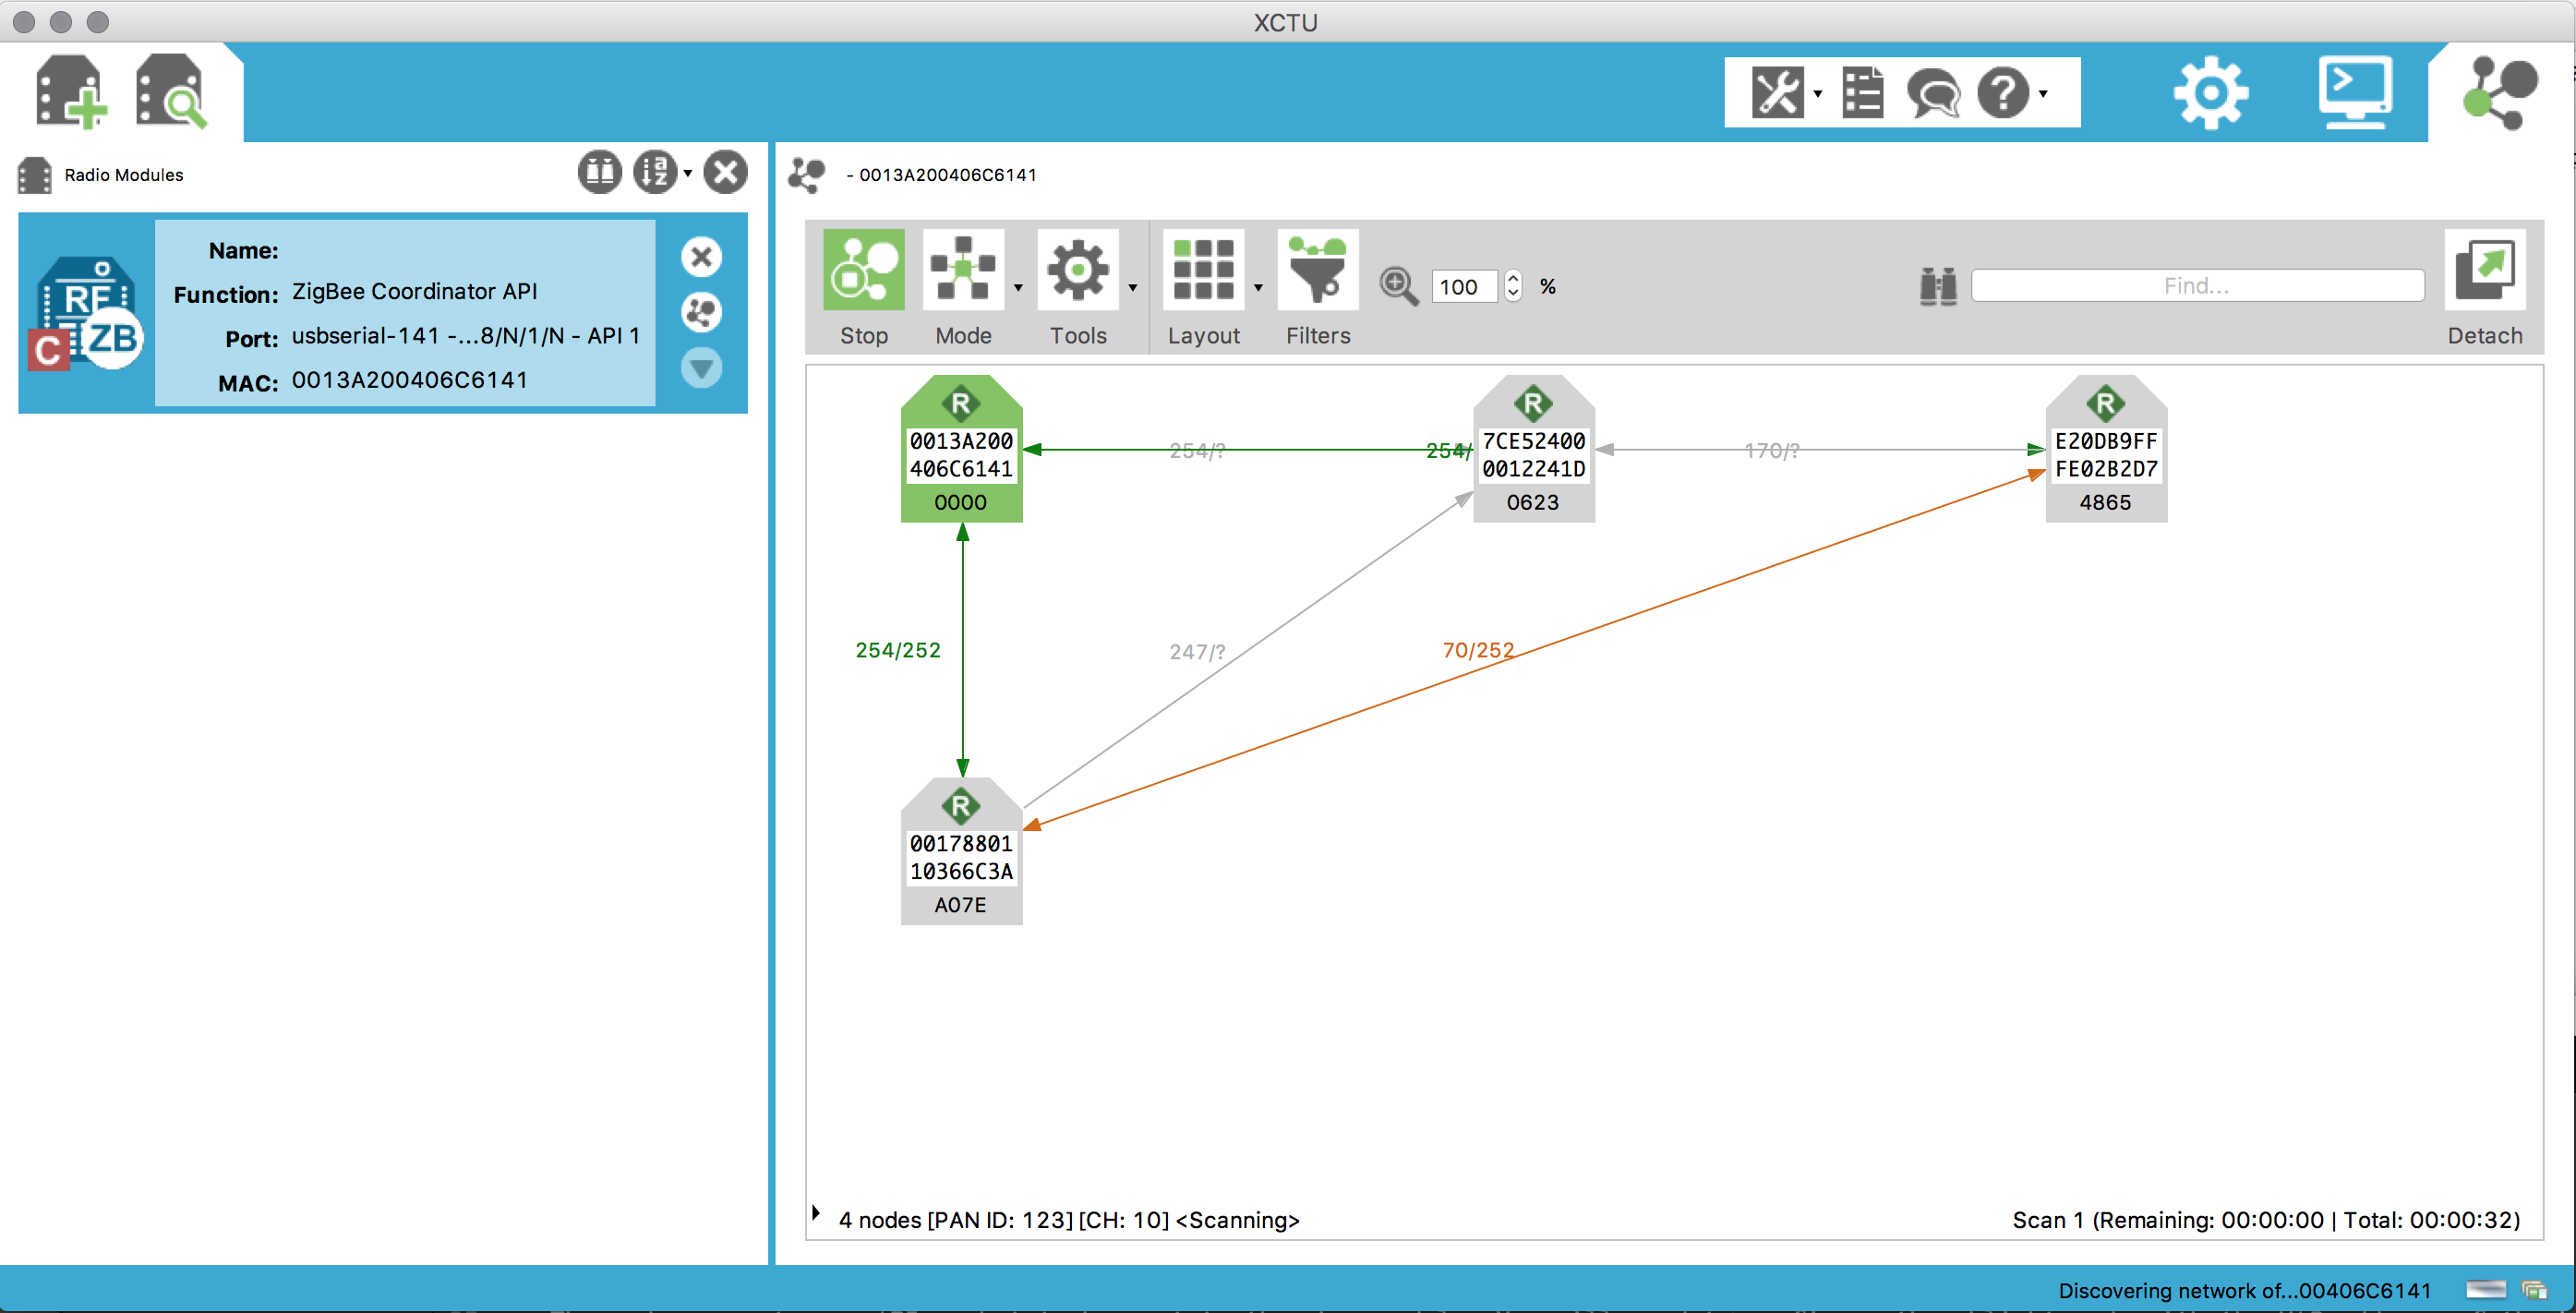 XCTU
Radio Modules
- 0013A200406C6141
RF
C
ZB
Name:
Function: ZigBee Coordinator API
Port: usbserial-141 -...8/N/1/N - API 1
MAC: 0013A200406C6141
Stop
Mode
Tools
Layout
Filters
100
%
Find...
Detach
R
0013A200
406C6141
0000
254/?
254/
R
7CE52400
0012241D
0623
170/?
R
E20DB9FF
FE02B2D7
4865
254/252
247/?
70/252
R
00178801
10366C3A
A07E
4 nodes [PAN ID: 123] [CH: 10] <Scanning>
Scan 1 (Remaining: 00:00:00 | Total: 00:00:32)
Discovering network of...00406C6141